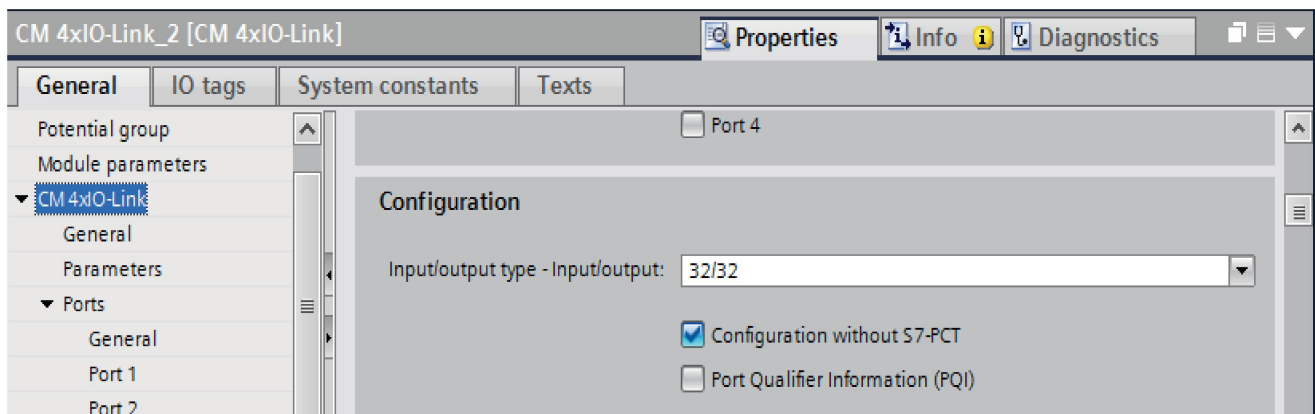 CM 4xIO-Link_2 [CM 4xIO-Link]
Properties
Info
Diagnostics
General
IO tags
System constants
Texts
Potential group
Module parameters
CM 4xIO-Link
General
Parameters
Ports
General
Port 1
Port 2
Port 4
Configuration
Input/output type - Input/output: 32/32
Configuration without S7-PCT
Port Qualifier Information (PQI)